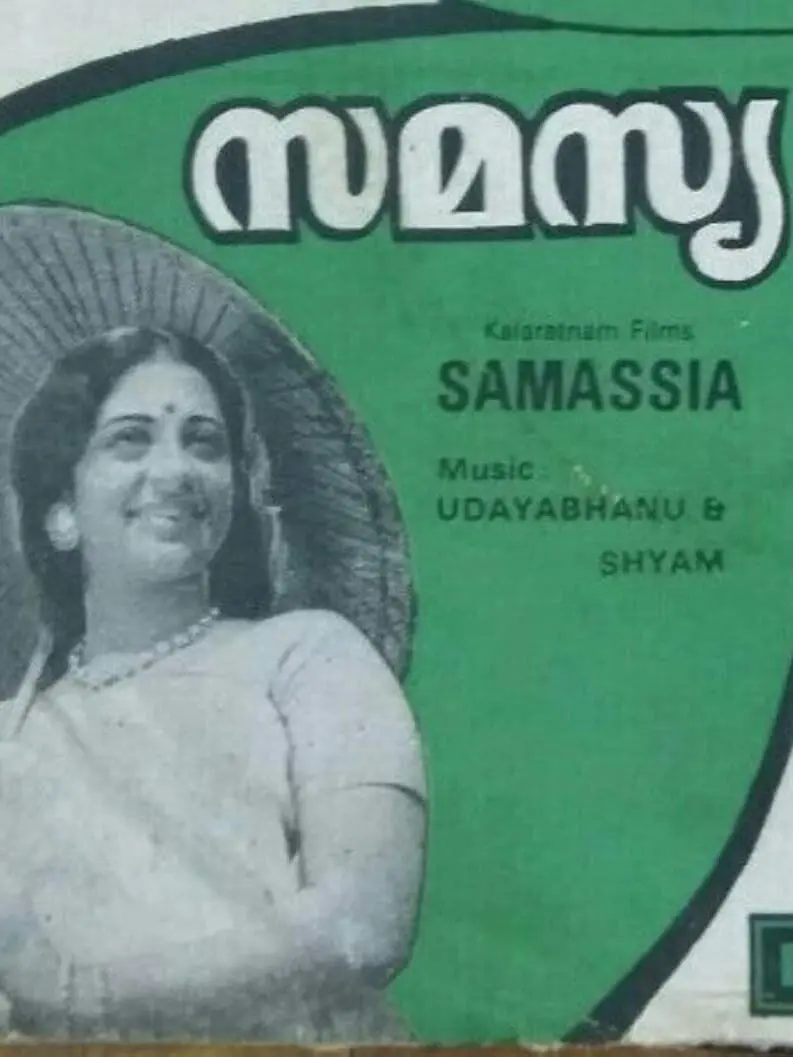 സമസ്യ
Kalaratnam Films
SAMASSIA
Music :
UDAYABHANU &
SHYAM